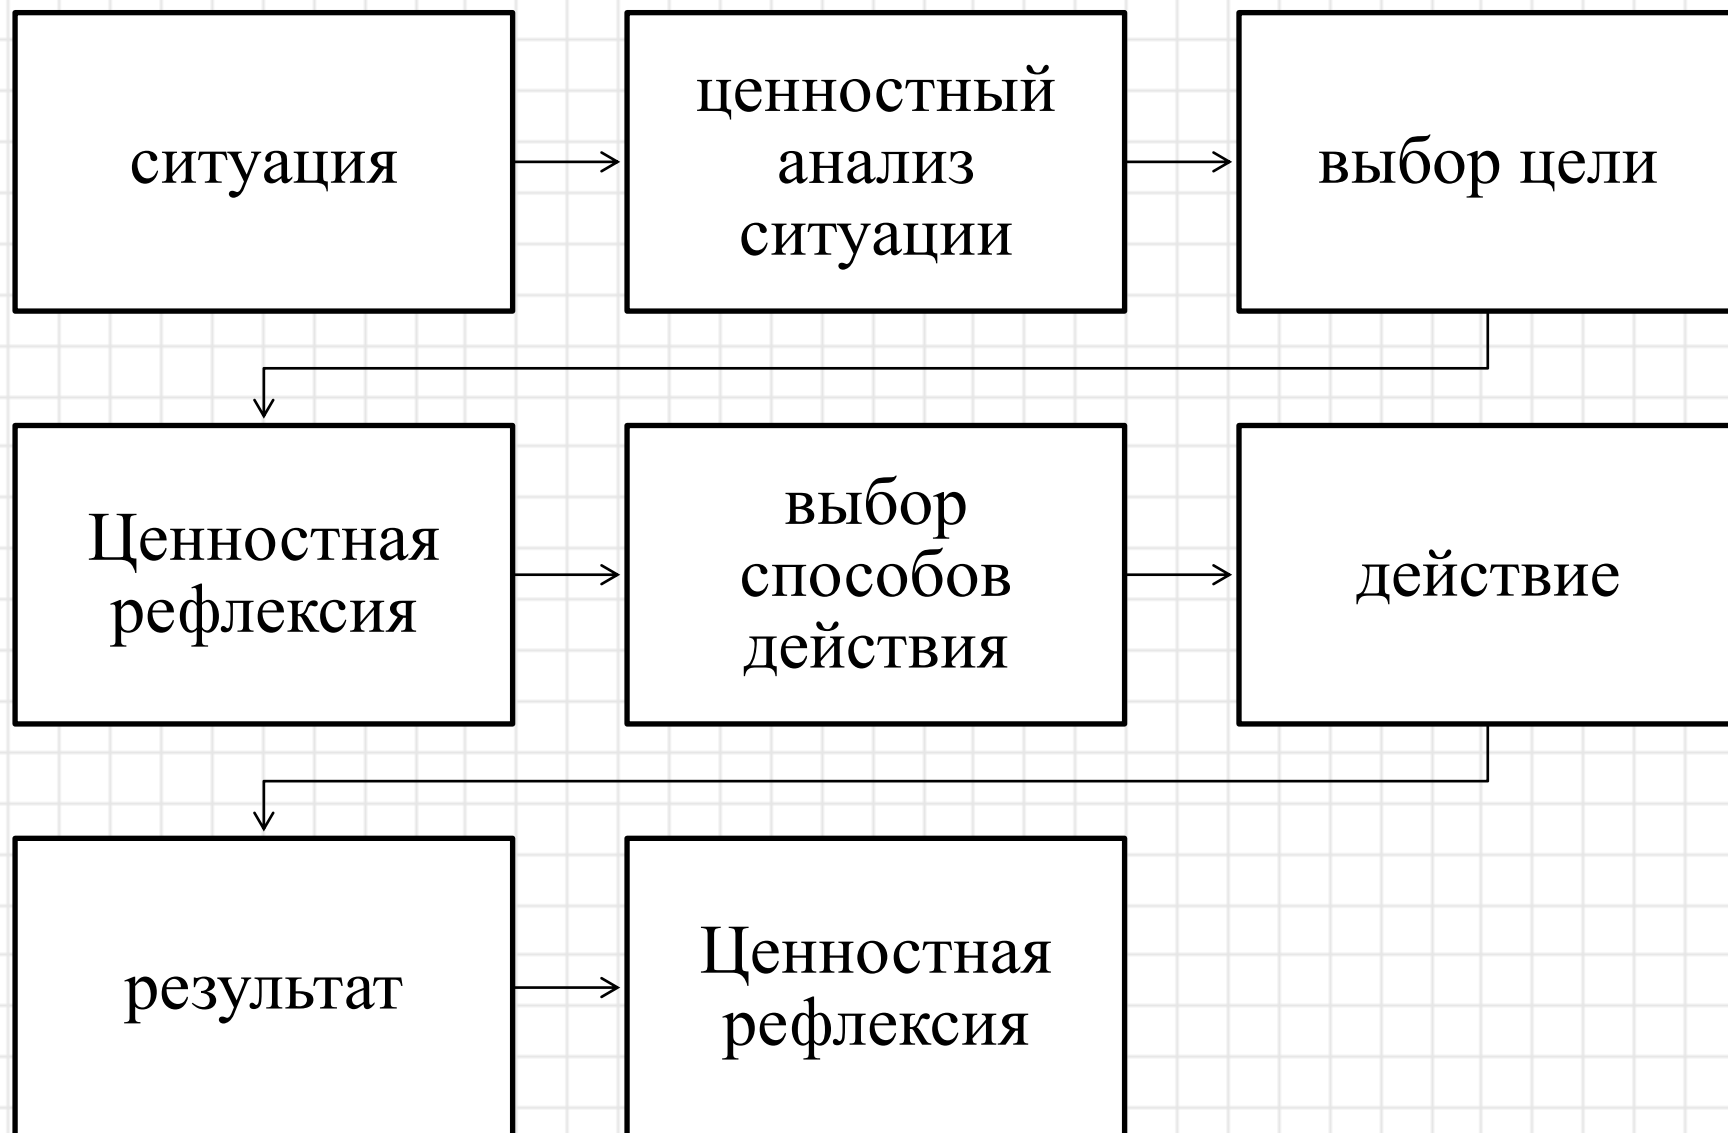 ситуация
ценностный
анализ
ситуации
выбор цели
Ценностная
рефлексия
выбор
способов
действия
действие
результат
Ценностная
рефлексия